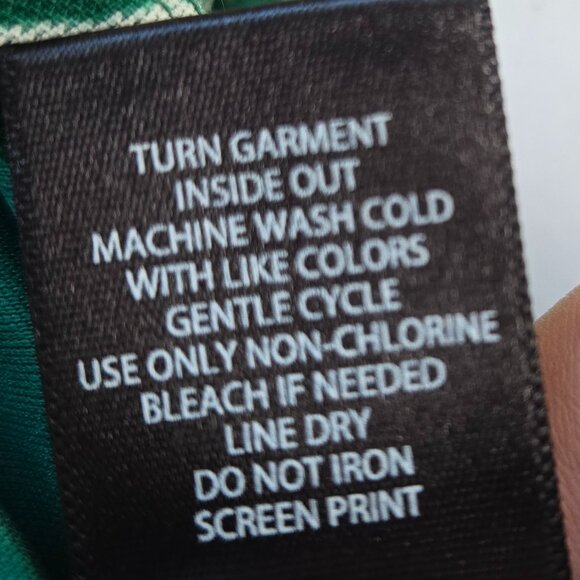 TURN GARMENT
INSIDE OUT
MACHINE WASH COLD
WITH LIKE COLORS
GENTLE CYCLE
USE ONLY NON-CHLORINE
BLEACH IF NEEDED
LINE DRY
DO NOT IRON
SCREEN PRINT